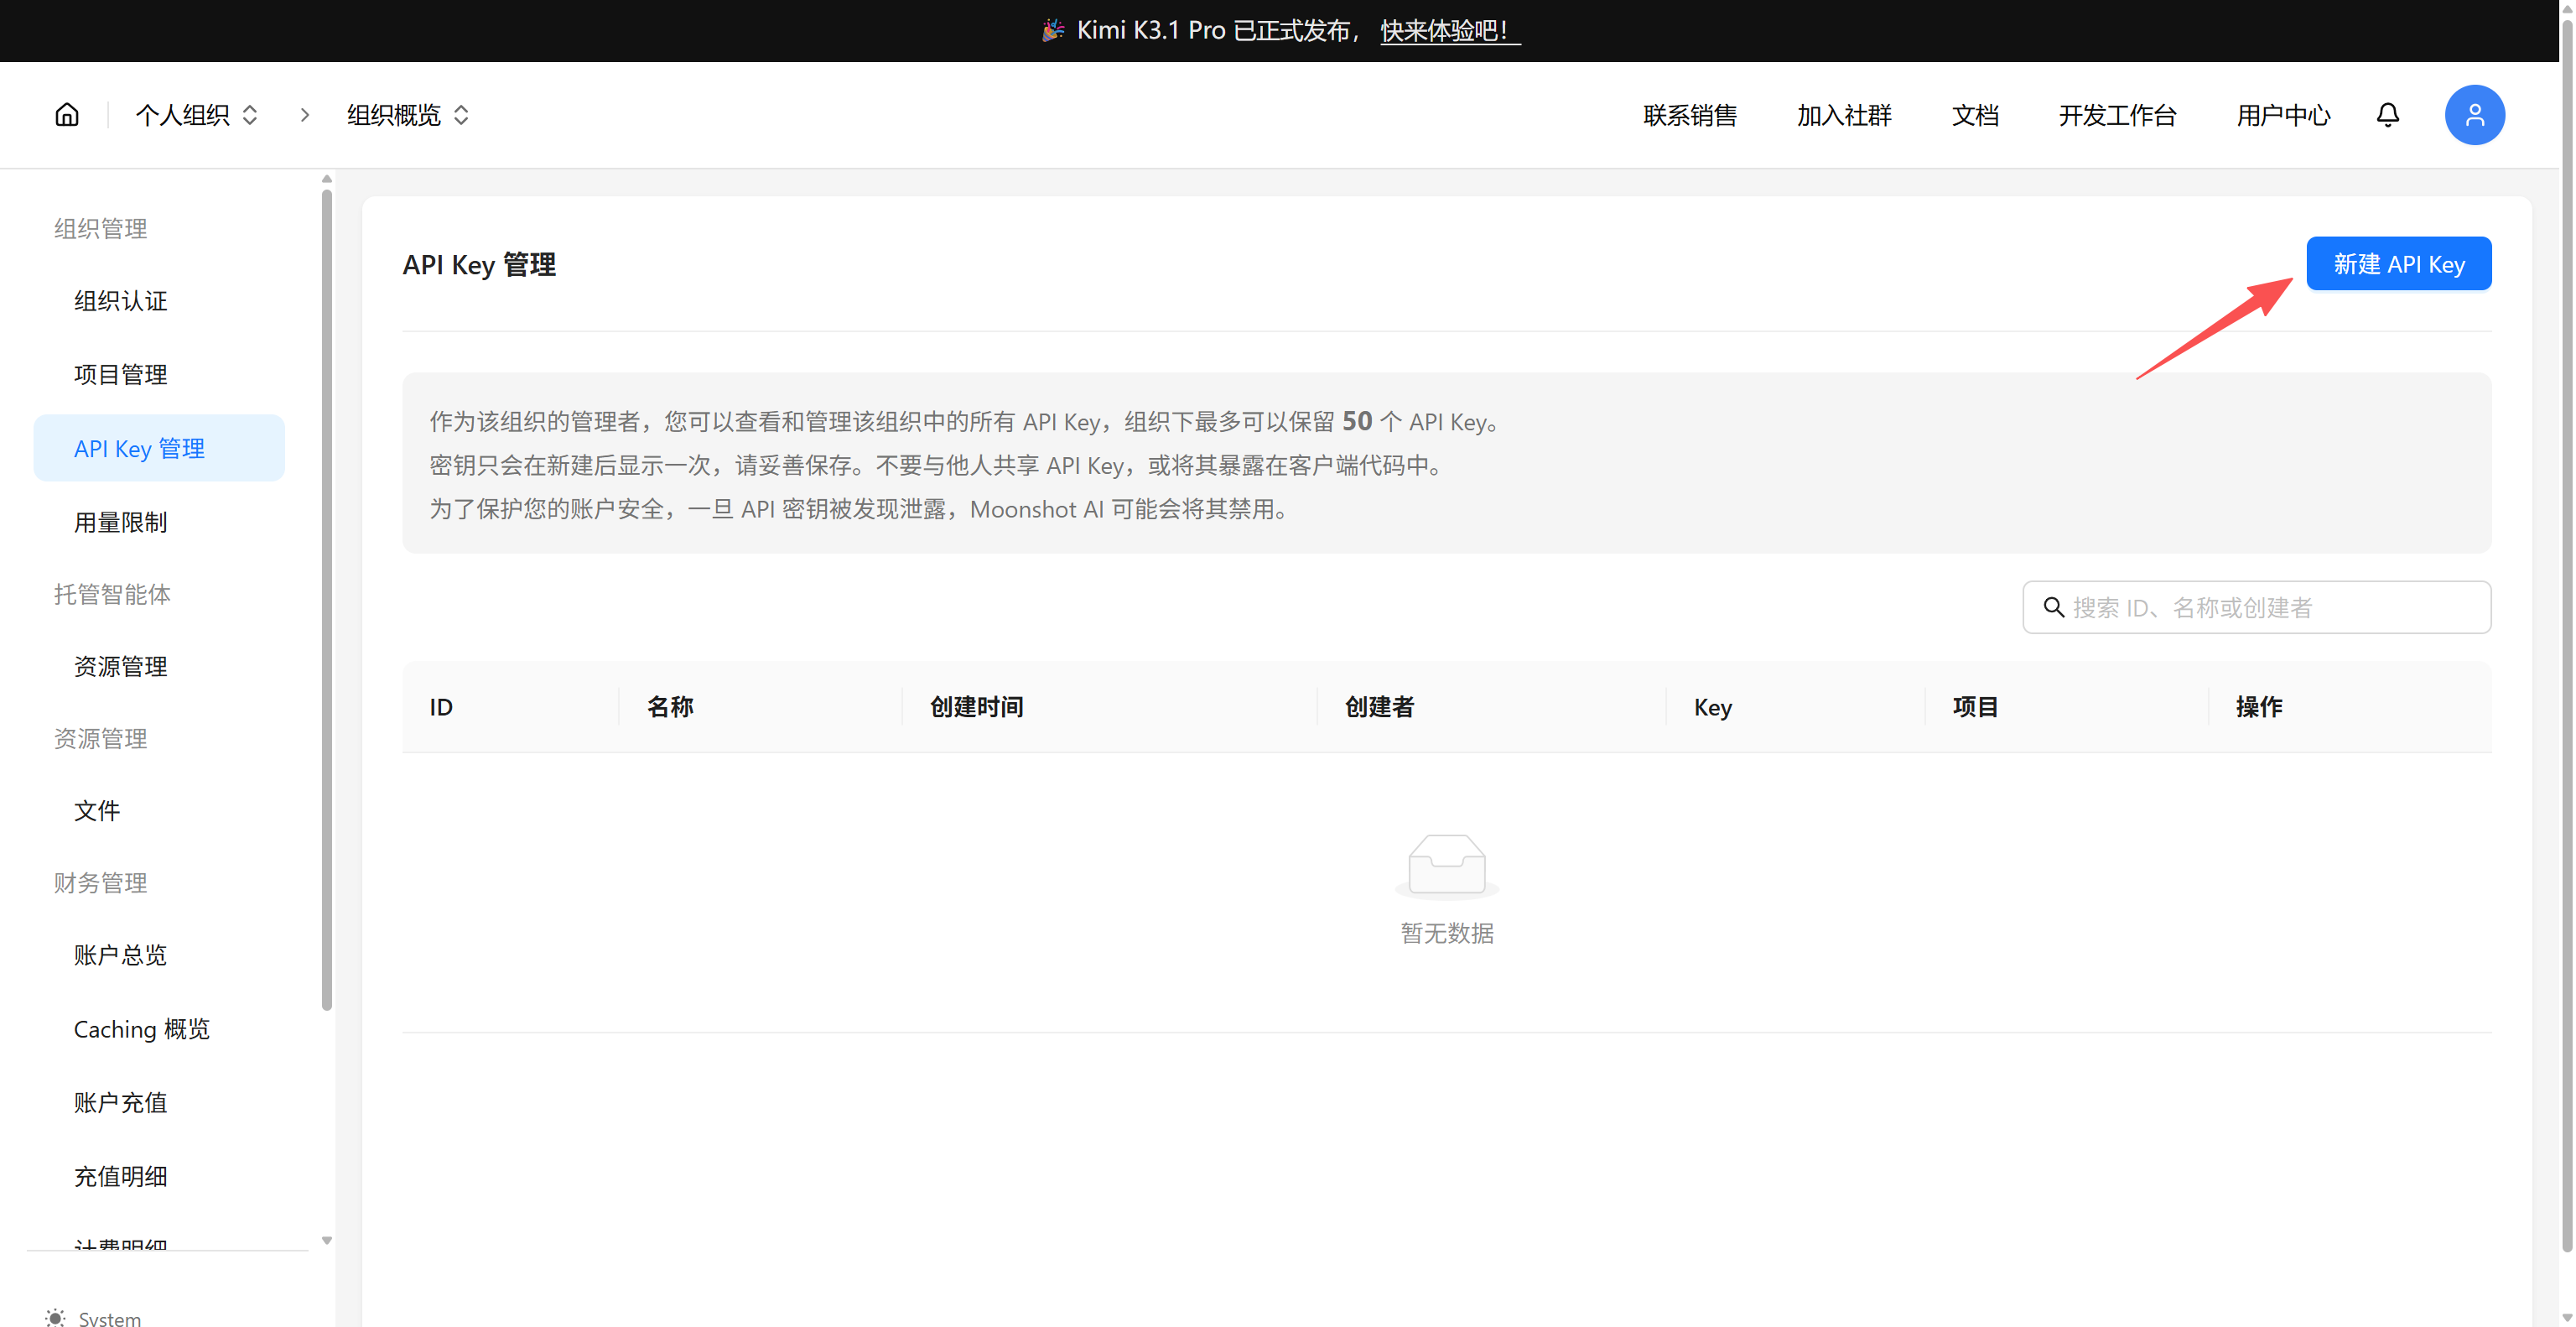 🎉 Kimi K3.1 Pro 已正式发布， 快来体验吧！
个人组织 组织概览 联系销售 加入社群 文档 开发工作台 用户中心
组织管理
组织认证
项目管理
API Key 管理
用量限制
托管智能体
资源管理
资源管理
文件
财务管理
账户总览
Caching 概览
账户充值
充值明细
计费明细
System
API Key 管理 新建 API Key
作为该组织的管理者，您可以查看和管理该组织中的所有 API Key，组织下最多可以保留 50 个 API Key。
密钥只会在新建后显示一次，请妥善保存。不要与他人共享 API Key，或将其暴露在客户端代码中。
为了保护您的账户安全，一旦 API 密钥被发现泄露，Moonshot AI 可能会将其禁用。
搜索 ID、名称或创建者
ID 名称 创建时间 创建者 Key 项目 操作
暂无数据